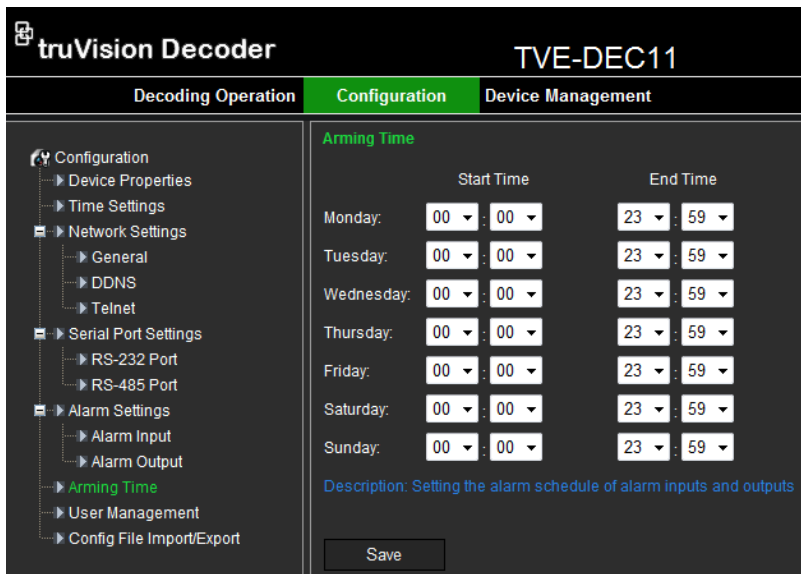 truVision Decoder
TVE-DEC11
Decoding Operation
Configuration
Device Management
Configuration
Device Properties
Time Settings
Network Settings
General
DDNS
Telnet
Serial Port Settings
RS-232 Port
RS-485 Port
Alarm Settings
Alarm Input
Alarm Output
Arming Time
User Management
Config File Import/Export
Arming Time
Start Time End Time
Monday: 00 : 00 23 : 59
Tuesday: 00 : 00 23 : 59
Wednesday: 00 : 00 23 : 59
Thursday: 00 : 00 23 : 59
Friday: 00 : 00 23 : 59
Saturday: 00 : 00 23 : 59
Sunday: 00 : 00 23 : 59
Description: Setting the alarm schedule of alarm inputs and outputs
Save